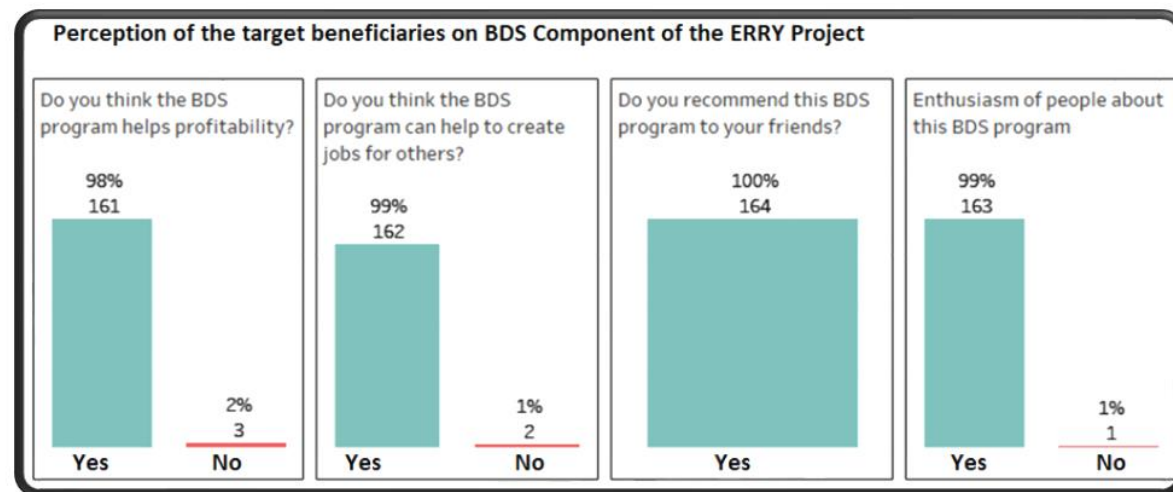 Perception of the target beneficiaries on BDS Component of the ERRY Project
Do you think the BDS
program helps profitability?
98%
161
2%
3
Yes
No
Do you think the BDS
program can help to create
jobs for others?
99%
162
1%
2
Yes
No
Do you recommend this BDS
program to your friends?
100%
164
Yes
Enthusiasm of people about
this BDS program
99%
163
1%
1
Yes
No